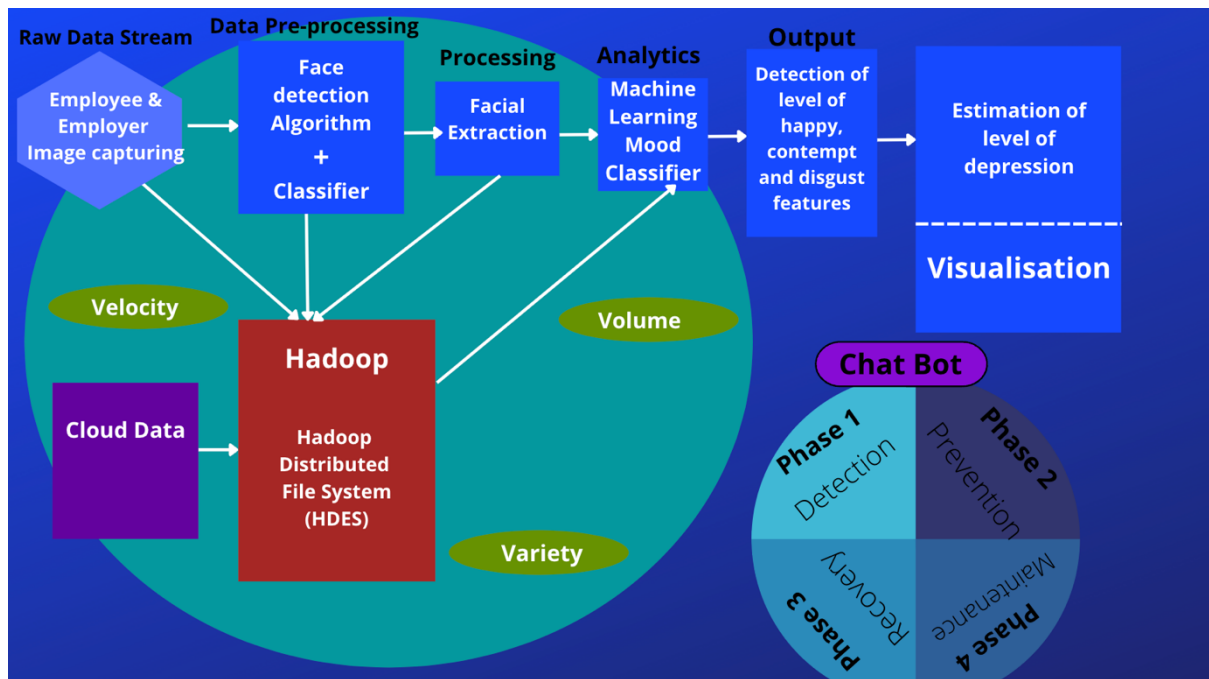 Raw Data Stream
Employee &
Employer
Image capturing
Data Pre-processing
Face
detection
Algorithm
+
Classifier
Processing
Facial
Extraction
Analytics
Machine
Learning
Mood
Classifier
Output
Detection of
level of
happy,
contempt
and disgust
features
Estimation of
level of
depression
Visualisation
Velocity
Volume
Hadoop
Hadoop
Distributed
File System
(HDES)
Cloud Data
Variety
Chat Bot
Phase 1
Detection
Phase 2
Prevention
Phase 3
Recovery
Phase 4
Maintenance